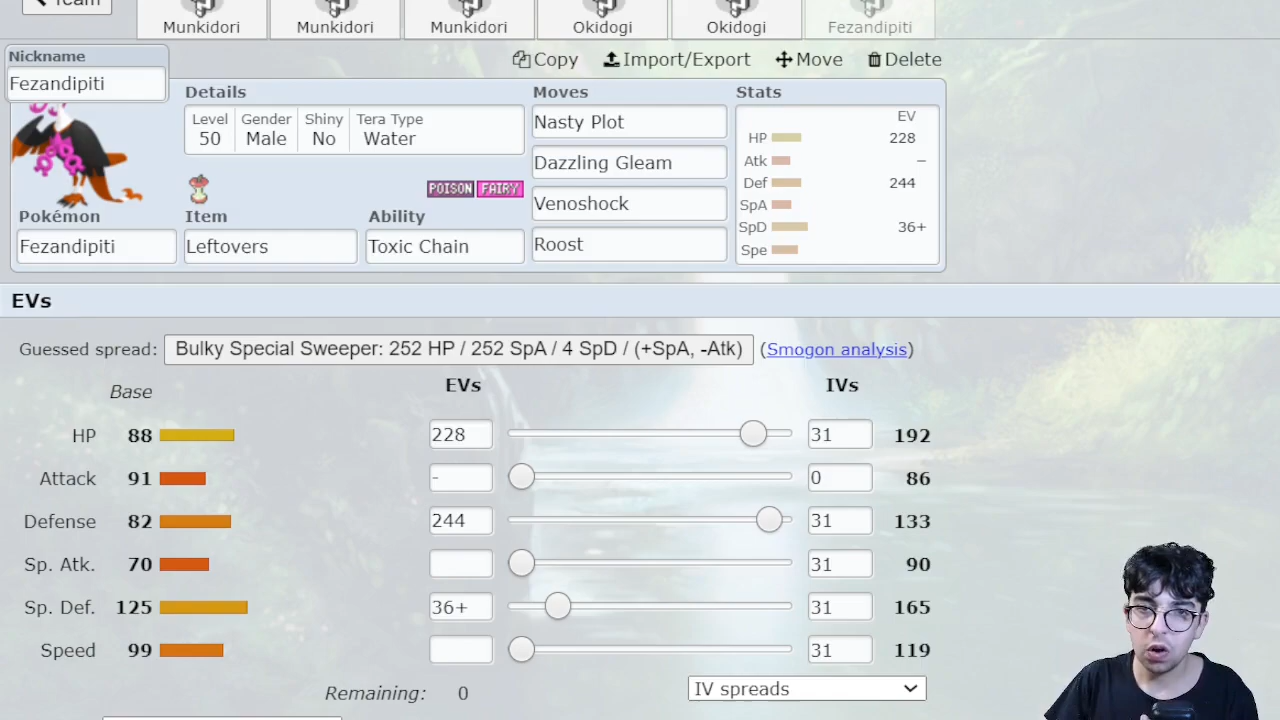 Team
Munkidori
Munkidori
Munkidori
Okidogi
Okidogi
Fezandipiti
Nickname
Fezandipiti
Copy
Import/Export
Move
Delete
Details
Level
50
Gender
Male
Shiny
No
Tera Type
Water
POISON FAIRY
Pokémon
Fezandipiti
Item
Leftovers
Ability
Toxic Chain
Moves
Nasty Plot
Dazzling Gleam
Venoshock
Roost
Stats
EV
HP 228
Atk –
Def 244
SpA
SpD 36+
Spe
EVs
Guessed spread: Bulky Special Sweeper: 252 HP / 252 SpA / 4 SpD / (+SpA, -Atk) (Smogon analysis)
Base EVs IVs
HP 88 228 31 192
Attack 91 - 0 86
Defense 82 244 31 133
Sp. Atk. 70 31 90
Sp. Def. 125 36+ 31 165
Speed 99 31 119
Remaining: 0
IV spreads